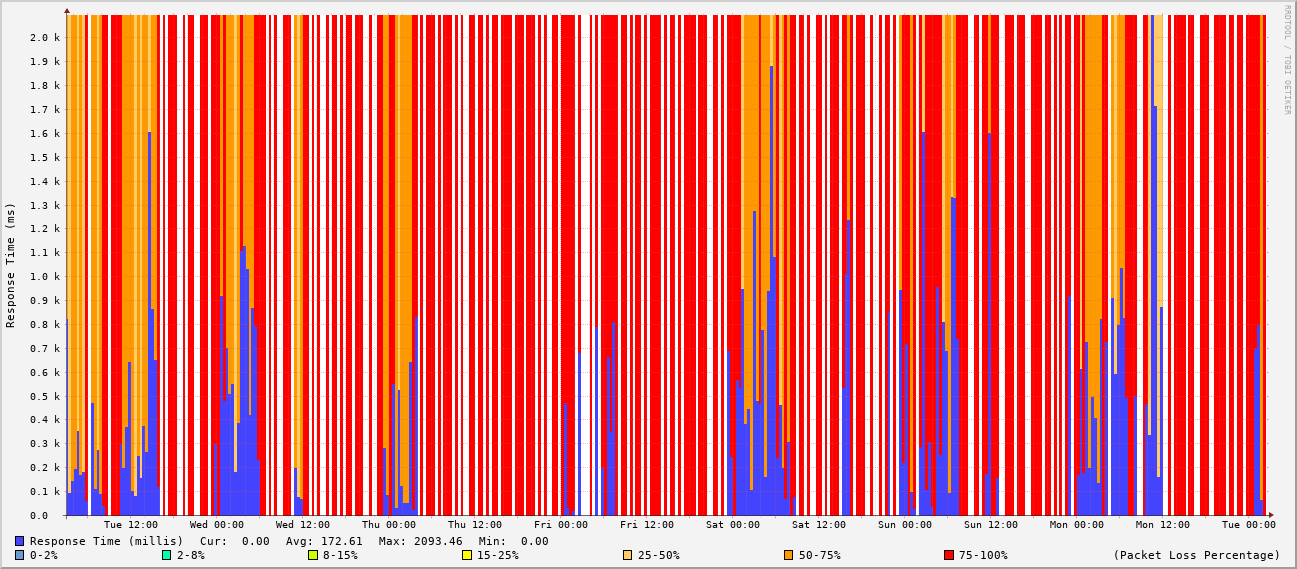 RRDTOOL / TOBI OETIKER
Response Time (ms)
2.0 k
1.9 k
1.8 k
1.7 k
1.6 k
1.5 k
1.4 k
1.3 k
1.2 k
1.1 k
1.0 k
0.9 k
0.8 k
0.7 k
0.6 k
0.5 k
0.4 k
0.3 k
0.2 k
0.1 k
0.0
Tue 12:00 Wed 00:00 Wed 12:00 Thu 00:00 Thu 12:00 Fri 00:00 Fri 12:00 Sat 00:00 Sat 12:00 Sun 00:00 Sun 12:00 Mon 00:00 Mon 12:00 Tue 00:00
Response Time (millis) Cur: 0.00 Avg: 172.61 Max: 2093.46 Min: 0.00
0-2% 2-8% 8-15% 15-25% 25-50% 50-75% 75-100% (Packet Loss Percentage)